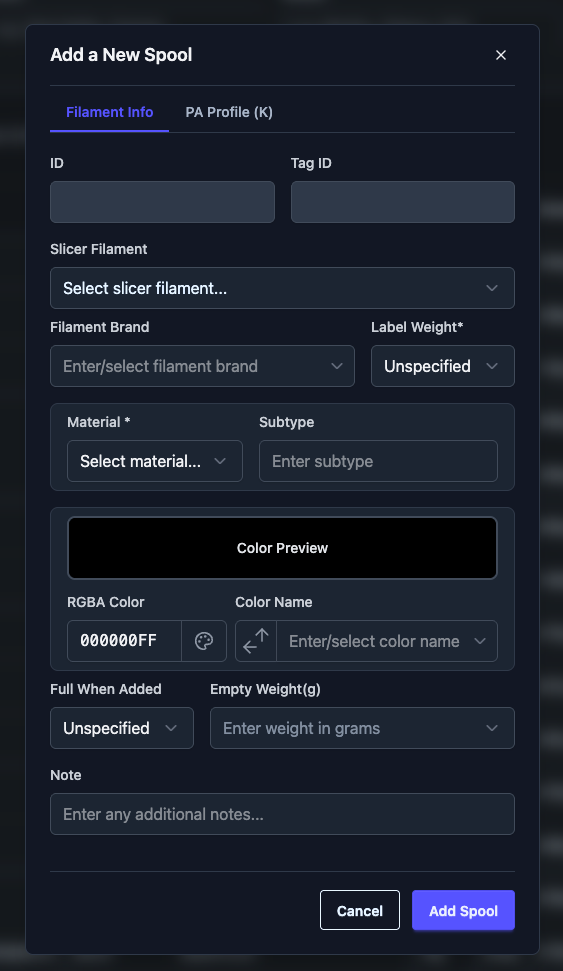 Add a New Spool
Filament Info PA Profile (K)
ID Tag ID
Slicer Filament
Select slicer filament...
Filament Brand Label Weight*
Enter/select filament brand Unspecified
Material * Subtype
Select material... Enter subtype
Color Preview
RGBA Color Color Name
000000FF Enter/select color name
Full When Added Empty Weight(g)
Unspecified Enter weight in grams
Note
Enter any additional notes...
Cancel Add Spool